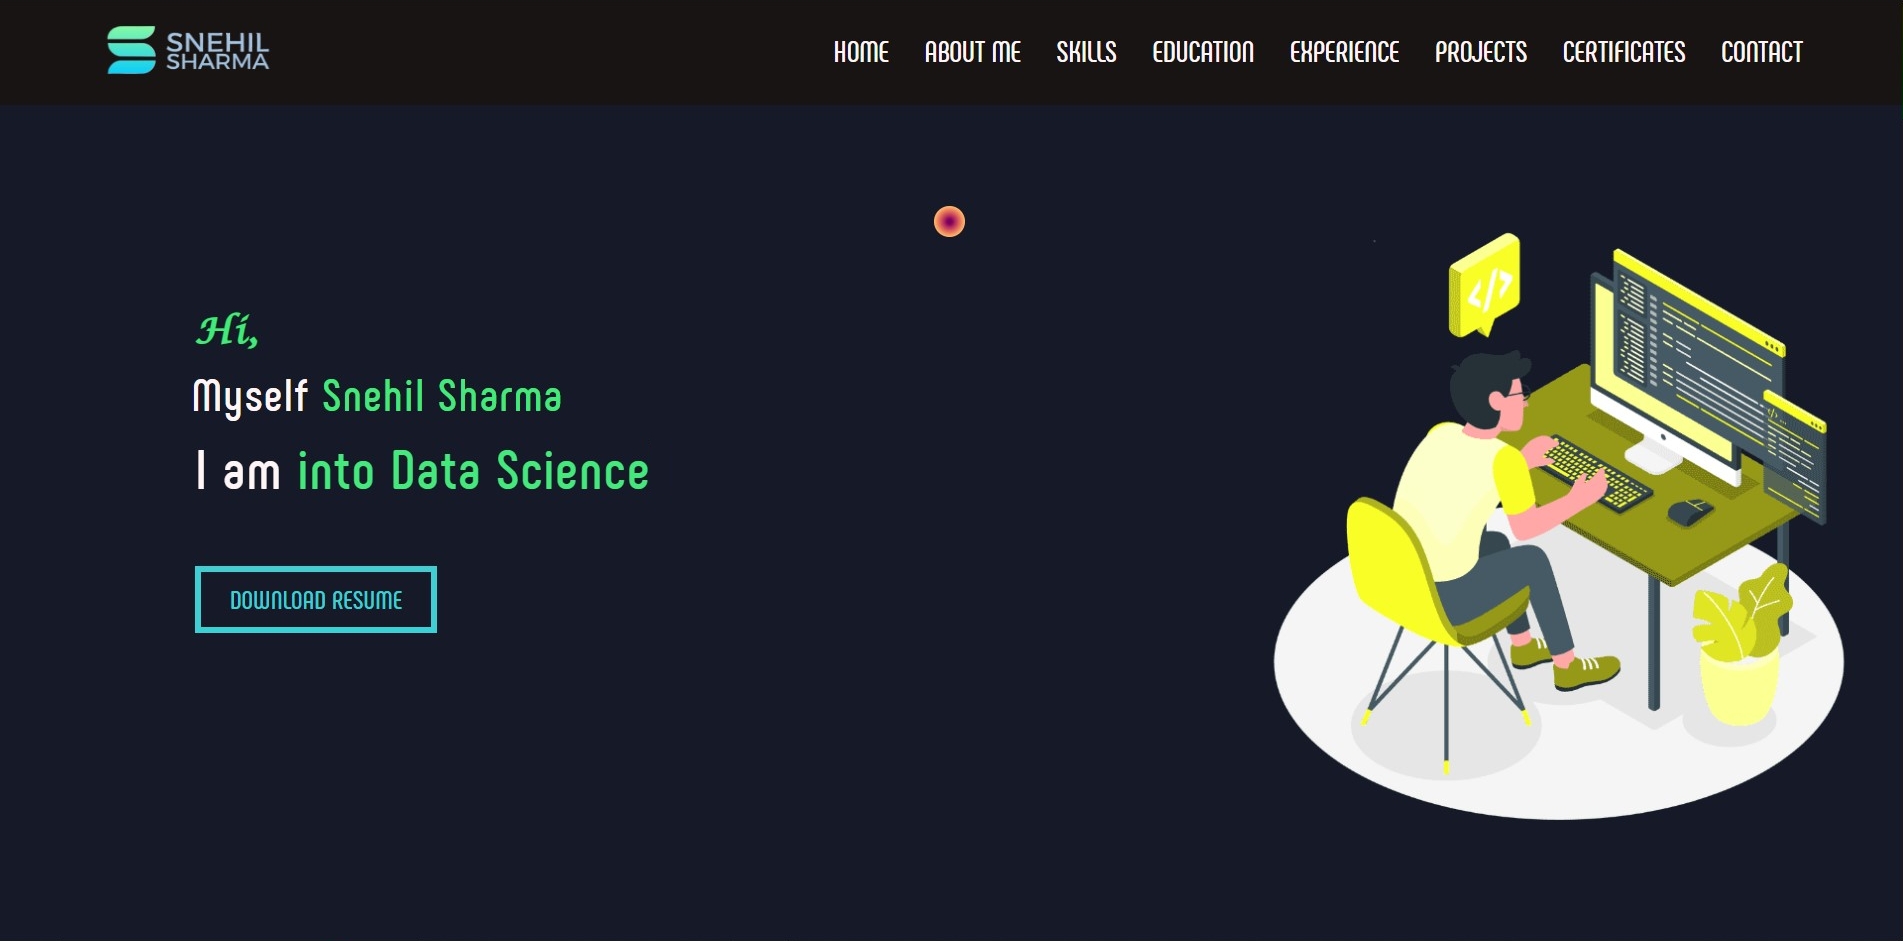 SNEHIL
SHARMA
HOME ABOUT ME SKILLS EDUCATION EXPERIENCE PROJECTS CERTIFICATES CONTACT
</>
Hi,
Myself Snehil Sharma
I am into Data Science
DOWNLOAD RESUME